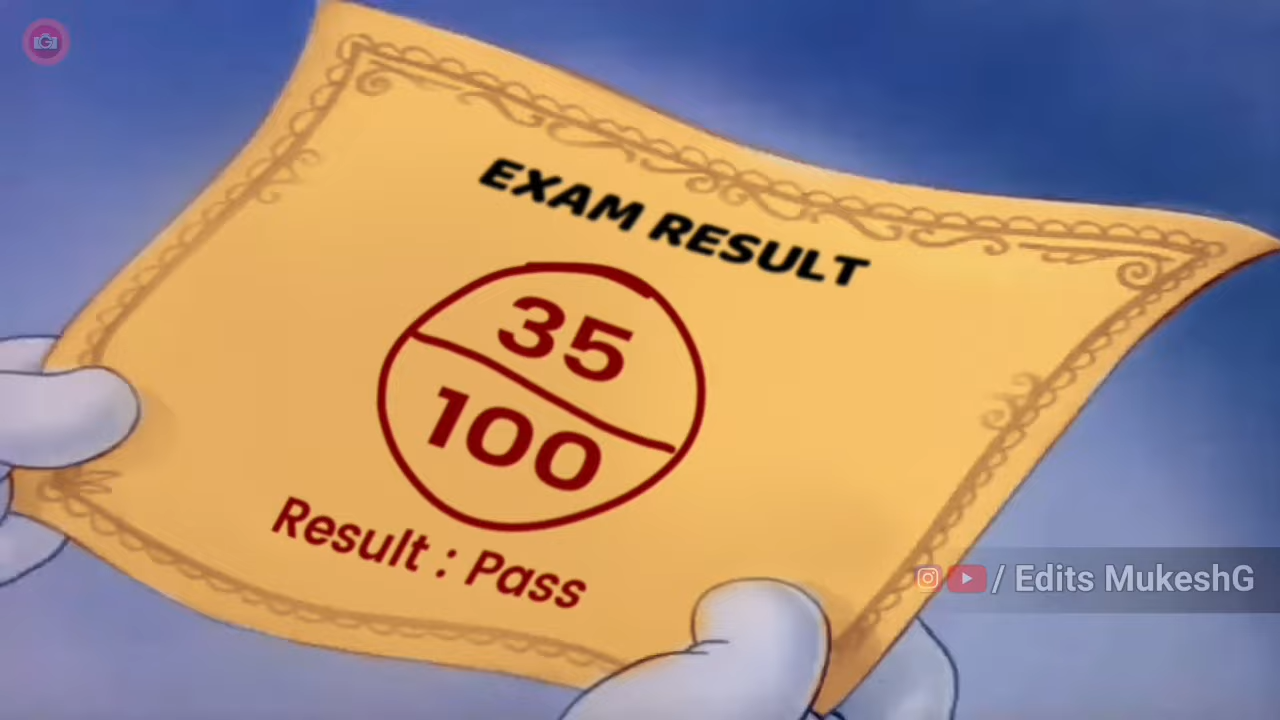 EXAM RESULT
35
100
Result : Pass
/ Edits MukeshG